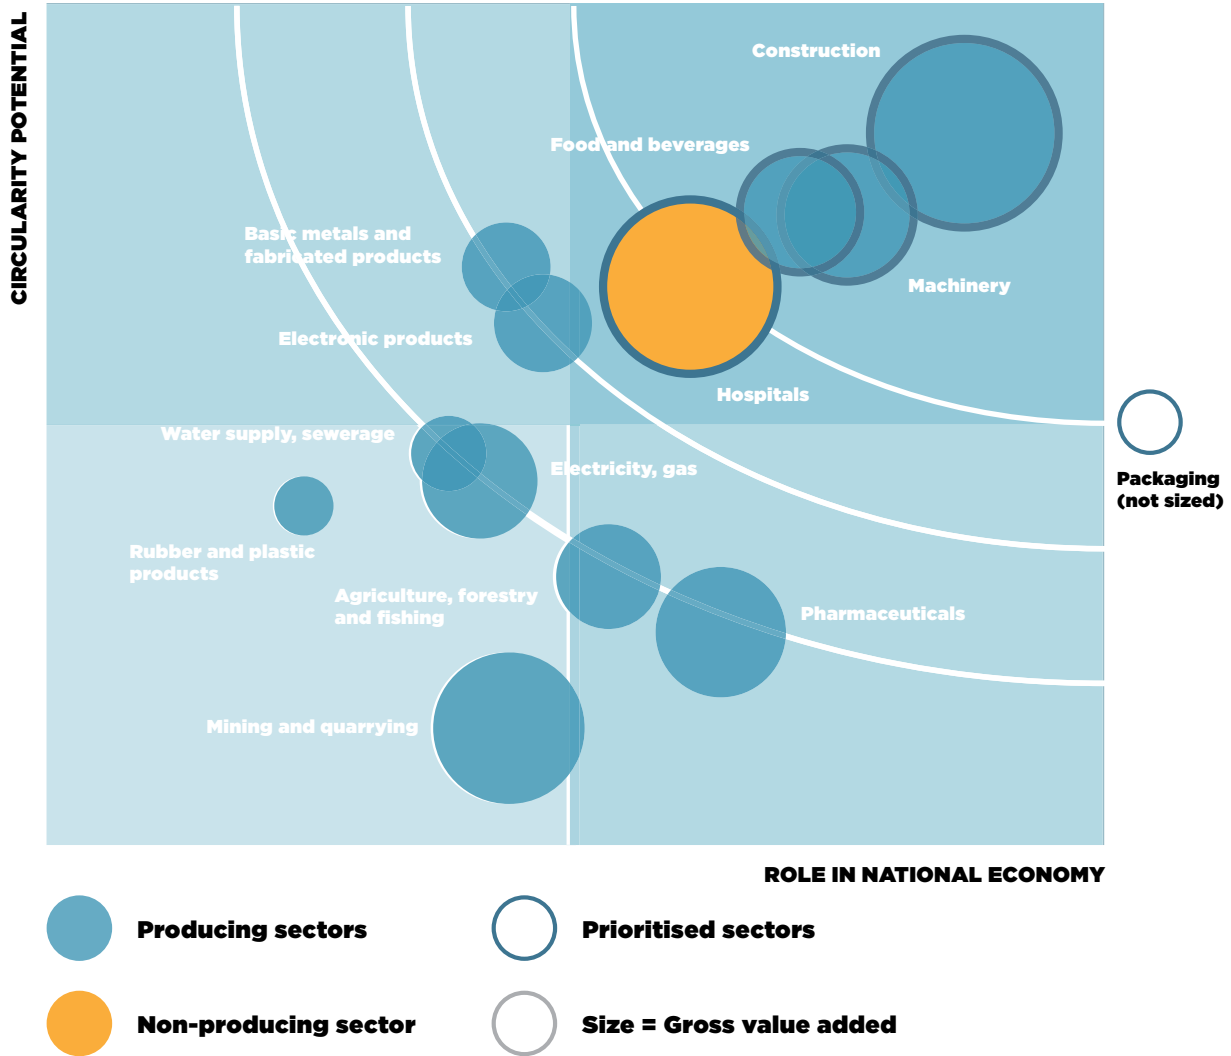 CIRCULARITY POTENTIAL
Construction
Food and beverages
Basic metals and
fabricated products
Machinery
Electronic products
Hospitals
Water supply, sewerage
Electricity, gas
Packaging
(not sized)
Rubber and plastic
products
Agriculture, forestry
and fishing
Pharmaceuticals
Mining and quarrying
ROLE IN NATIONAL ECONOMY
Producing sectors
Prioritised sectors
Non-producing sector
Size = Gross value added